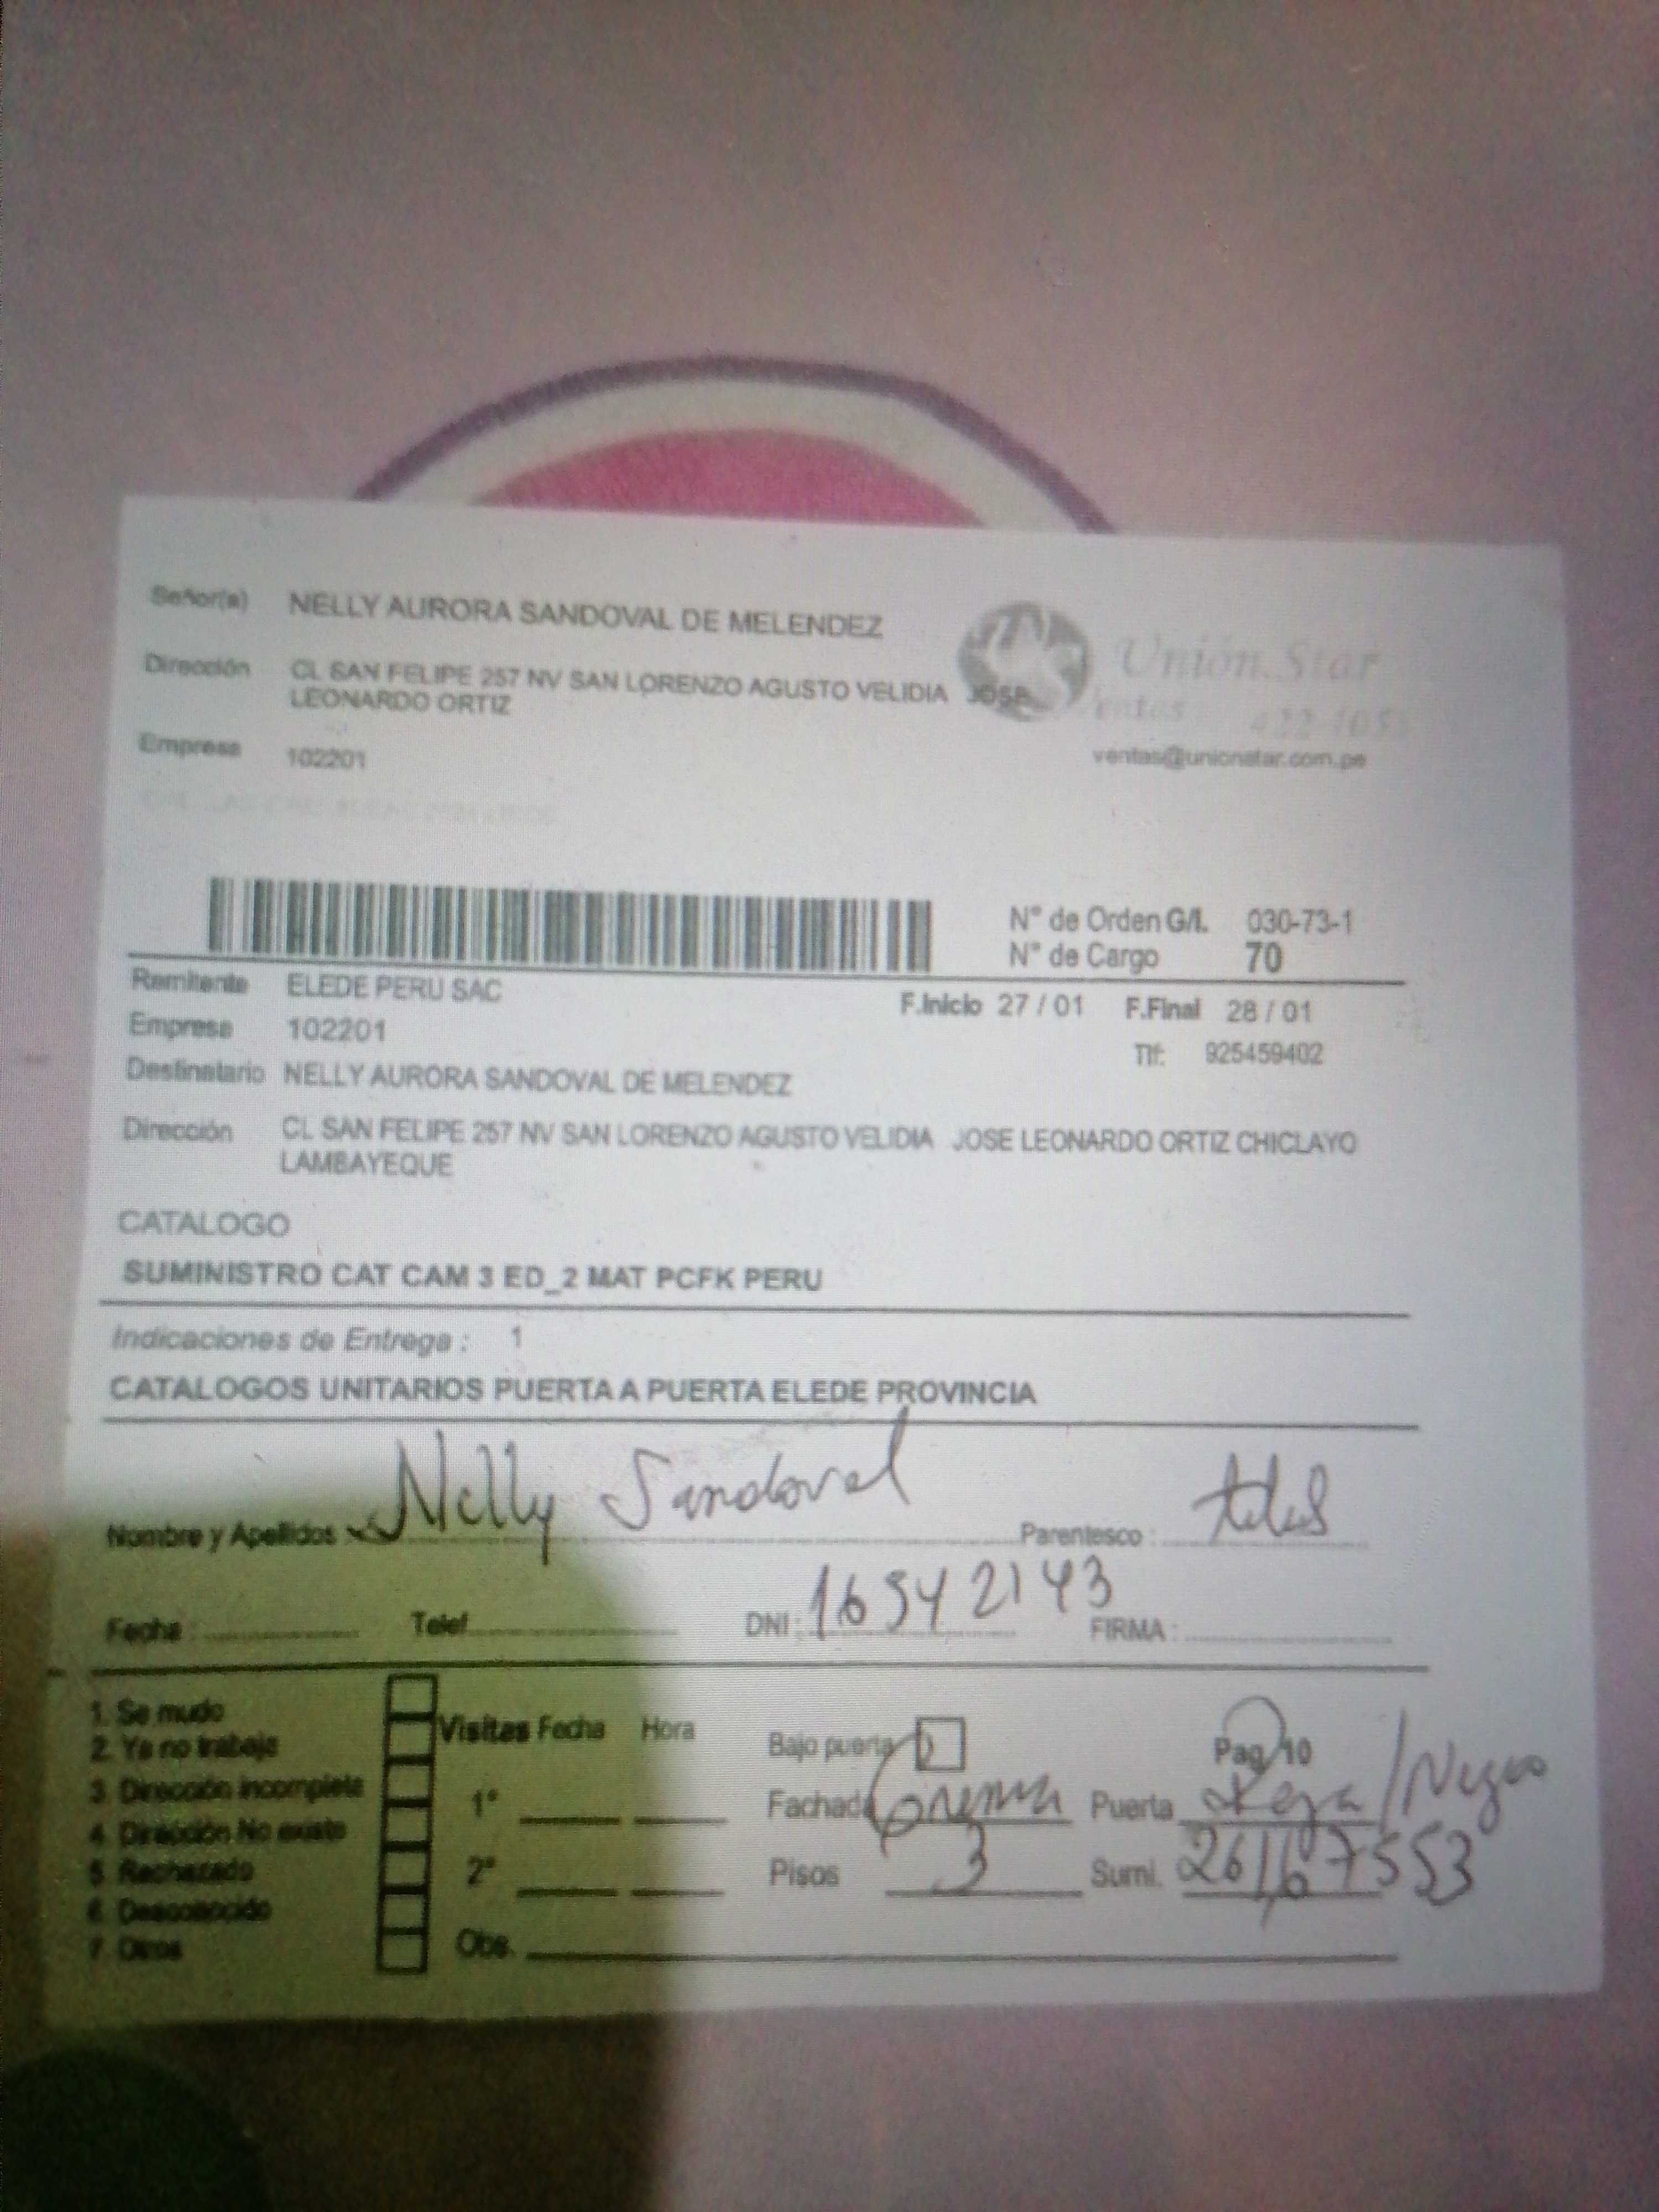 Señor(a) NELLY AURORA SANDOVAL DE MELENDEZ
Unión Star
Dirección CL SAN FELIPE 257 NV SAN LORENZO AGUSTO VELIDIA JOSE
LEONARDO ORTIZ
Ventas
ventas@unionstar.com.pe
Empresa 102201
N° de Orden G/I. 030-73-1
N° de Cargo 70
Remitente ELEDE PERU SAC
F.Inicio 27 / 01 F.Final 28 / 01
Empresa 102201
Tlf: 925459402
Destinatario NELLY AURORA SANDOVAL DE MELENDEZ
Dirección CL SAN FELIPE 257 NV SAN LORENZO AGUSTO VELIDIA JOSE LEONARDO ORTIZ CHICLAYO
LAMBAYEQUE
CATALOGO
SUMINISTRO CAT CAM 3 ED_2 MAT PCFK PERU
Indicaciones de Entrega : 1
CATALOGOS UNITARIOS PUERTA A PUERTA ELEDE PROVINCIA
Nombre y Apellidos : Nelly Sandoval Parentesco :
Fecha : Telef. DNI : 16542143 FIRMA :
1. Se mudo
2. Ya no trabaja
3. Dirección incompleta
4. Dirección No existe
5. Rechazado
6. Desconocido
7. Otros
Visitas Fecha Hora
1°
2°
Obs.
Bajo puerta Pag/10
Fachada Crema Puerta Reja/Negro
Pisos 3 Sumi. 26167553